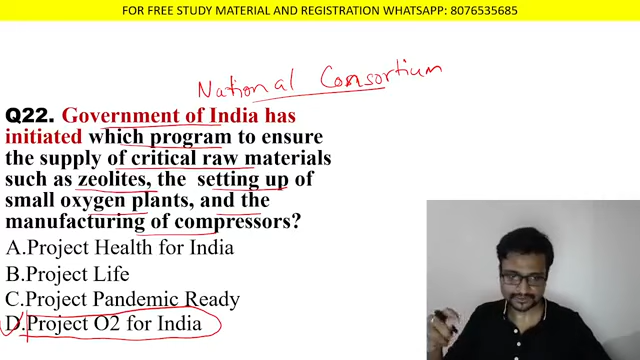 FOR FREE STUDY MATERIAL AND REGISTRATION WHATSAPP: 8076535685
National Consortium
Q22. Government of India has
initiated which program to ensure
the supply of critical raw materials
such as zeolites, the setting up of
small oxygen plants, and the
manufacturing of compressors?
A.Project Health for India
B.Project Life
C.Project Pandemic Ready
D.Project O2 for India